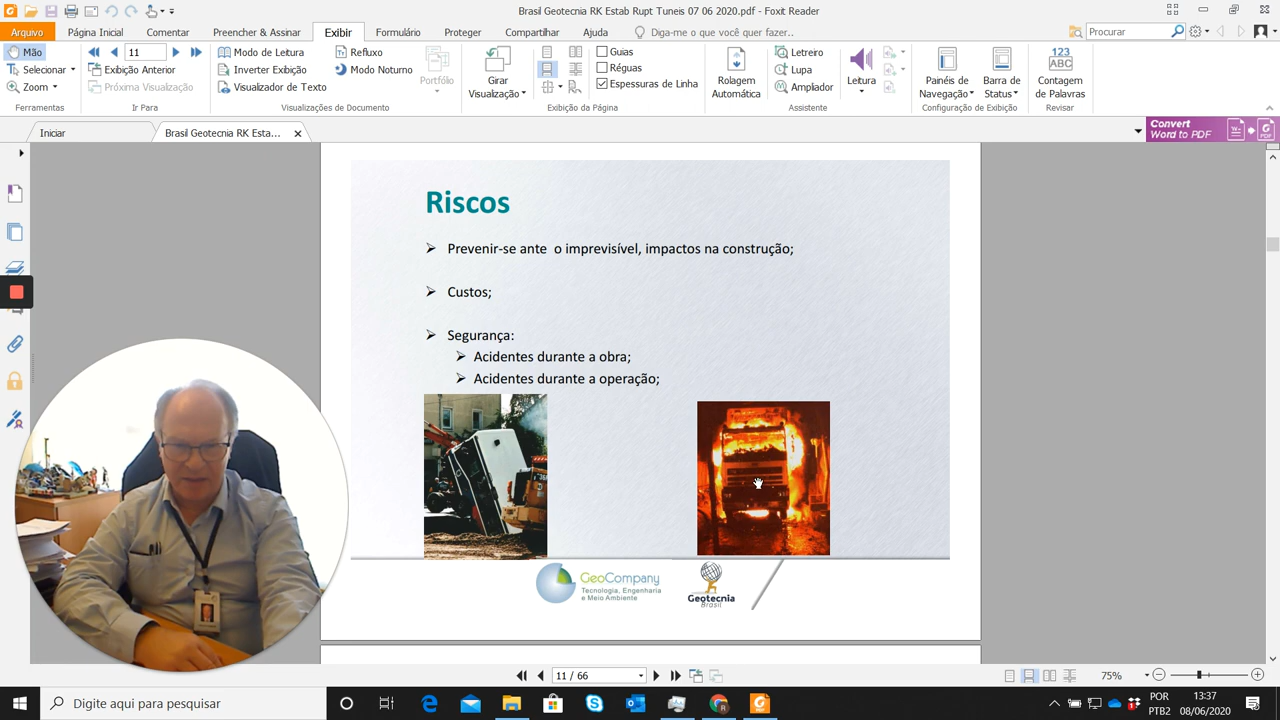 Brasil Geotecnia RK Estab Rupt Tuneis 07 06 2020.pdf - Foxit Reader
Arquivo Página Inicial Comentar Preencher & Assinar Exibir Formulário Proteger Compartilhar Ajuda Diga-me o que você quer fazer.. Procurar
Mão
Selecionar
Zoom
Ferramentas
11
Exibição Anterior
Próxima Visualização
Ir Para
Modo de Leitura
Inverter Exibição
Visualizador de Texto
Refluxo
Modo Noturno
Portfólio
Visualizações de Documento
Girar
Visualização
Guias
Réguas
Espessuras de Linha
Exibição da Página
Rolagem
Automática
Letreiro
Lupa
Ampliador
Assistente
Leitura
Painéis de
Navegação
Barra de
Status
Configuração de Exibição
123
ABC
Contagem
de Palavras
Revisar
Iniciar
Brasil Geotecnia RK Esta...
Convert
Word to PDF
PDF
Riscos
Prevenir-se ante o imprevisível, impactos na construção;
Custos;
Segurança:
Acidentes durante a obra;
Acidentes durante a operação;
GeoCompany
Tecnologia, Engenharia
e Meio Ambiente
Geotecnia
Brasil
11 / 66
75%
Digite aqui para pesquisar
POR
PTB2
13:37
08/06/2020